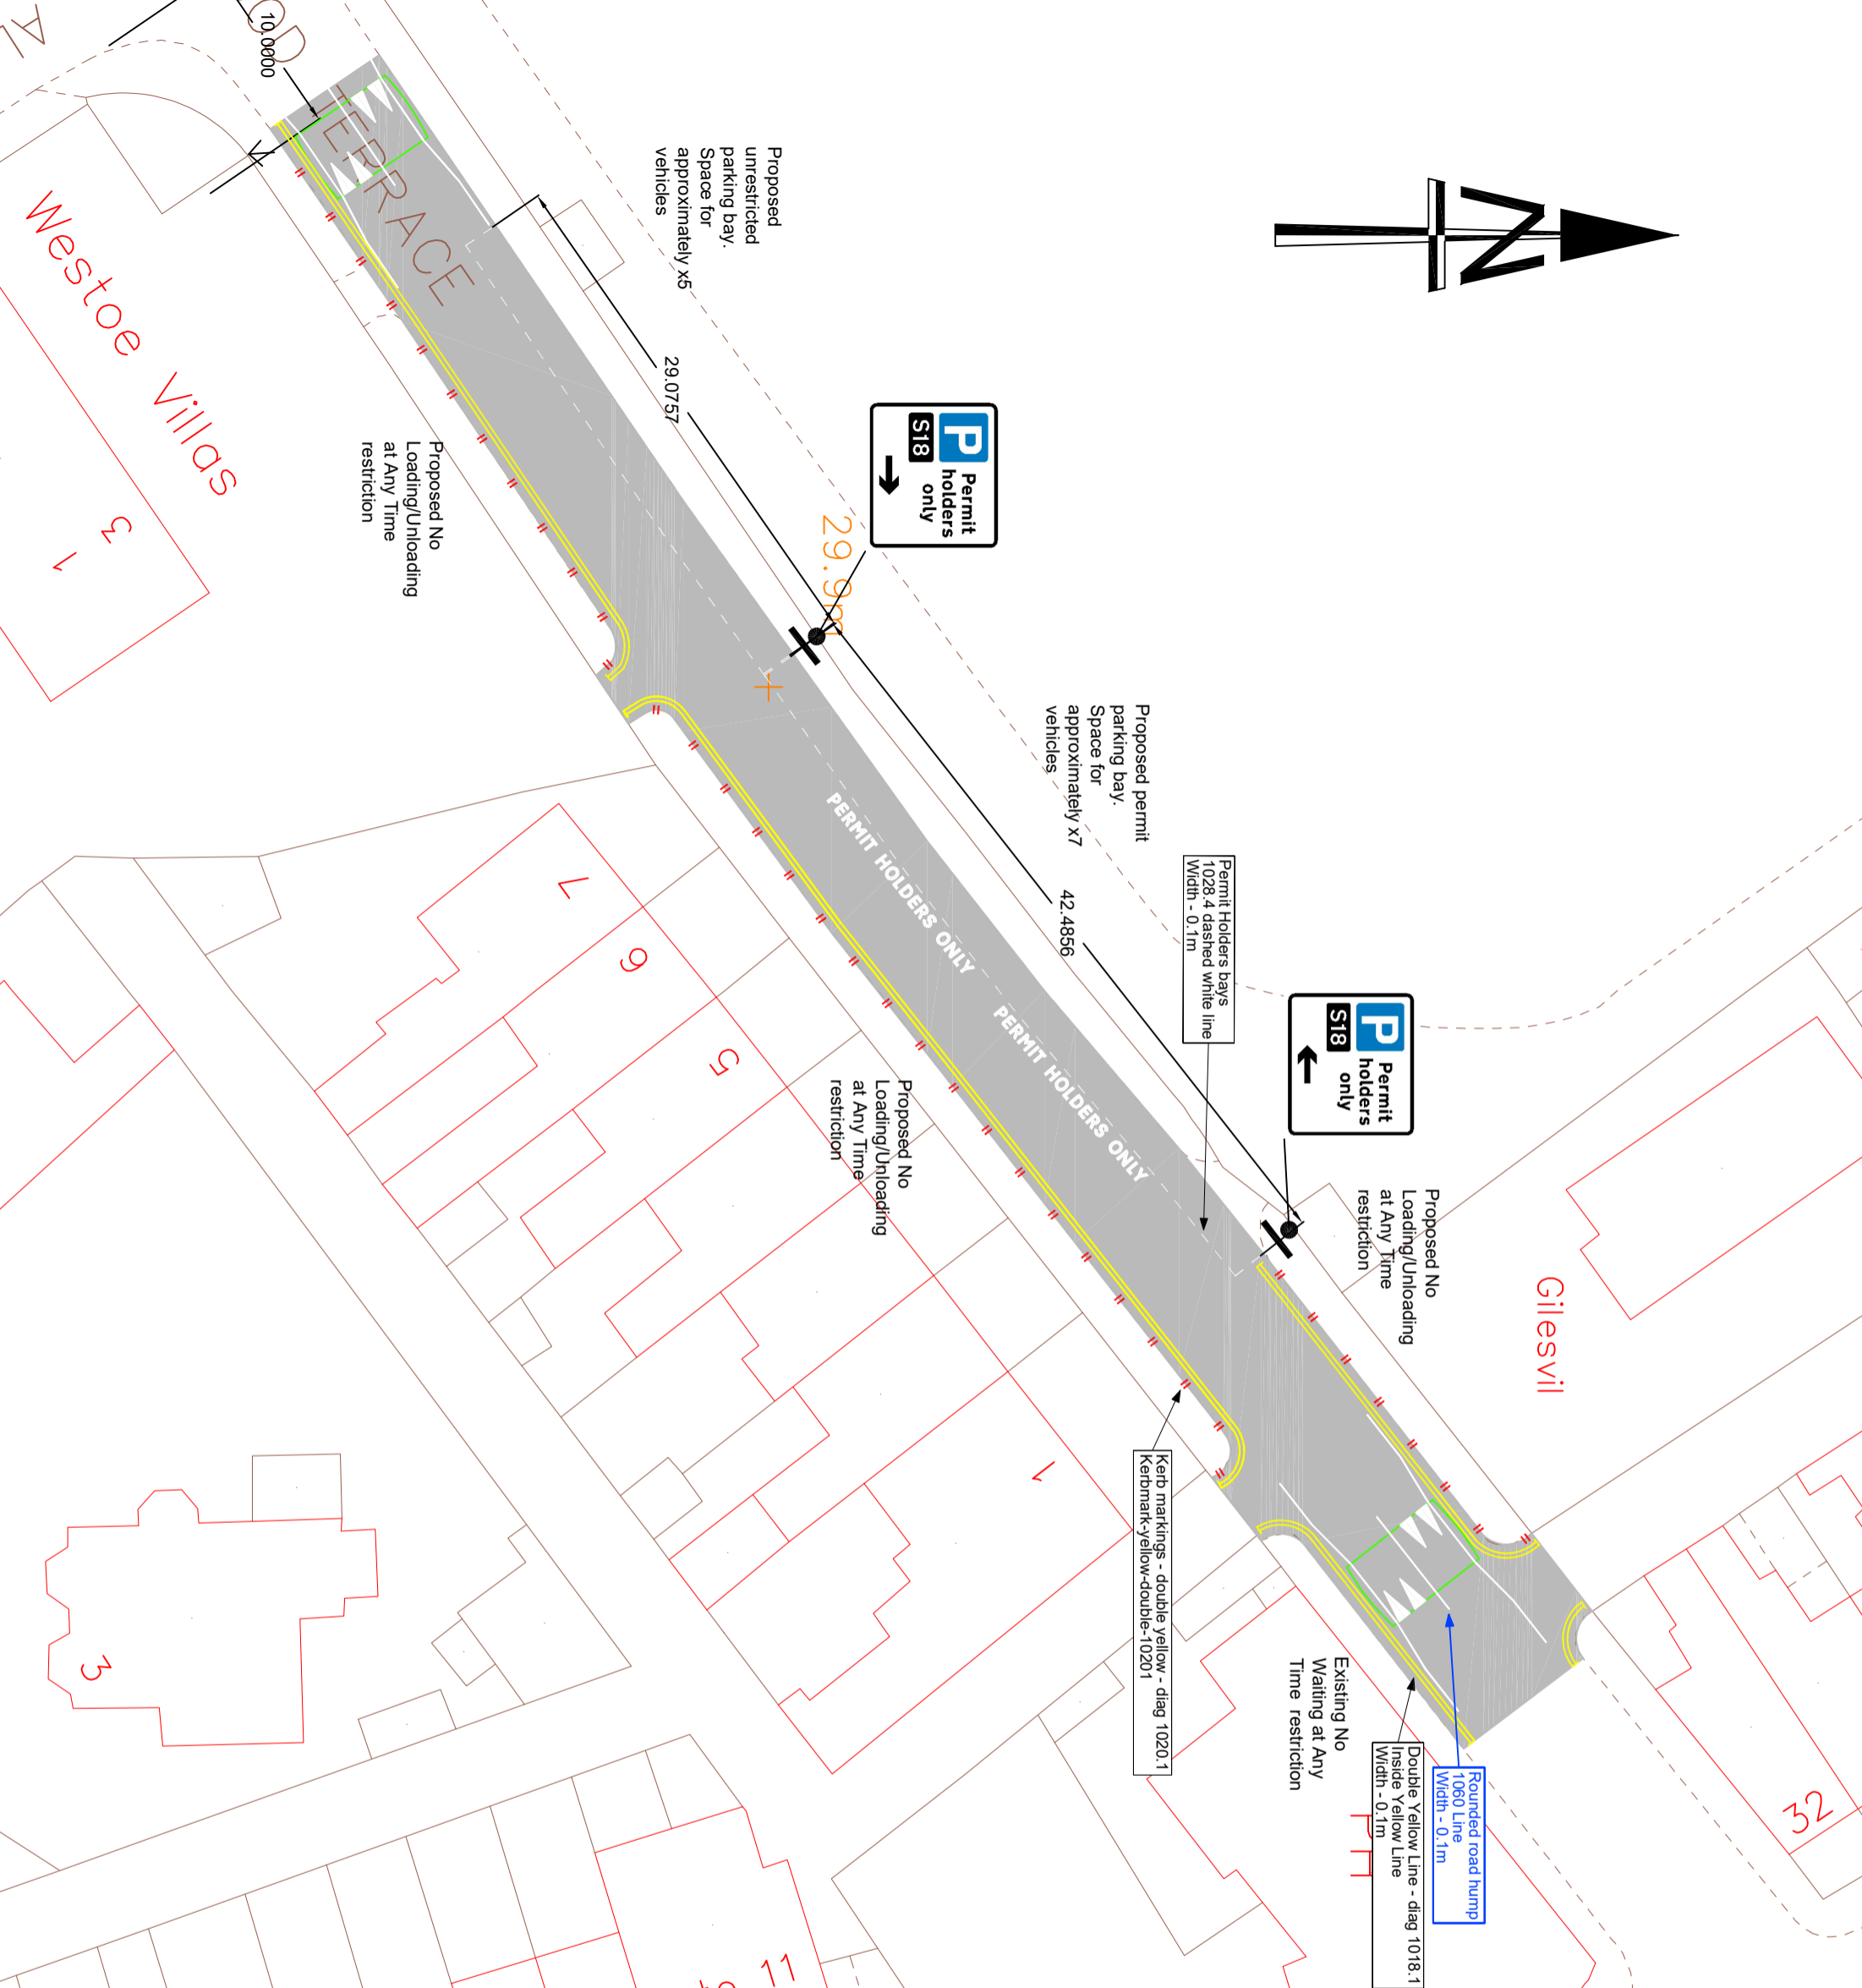 10.0000
TERRACE
Westoe Villas
3
1
Proposed
unrestricted
parking bay.
Space for
approximately x5
vehicles
29.0757
Proposed No
Loading/Unloading
at Any Time
restriction
P
S18
Permit
holders
only
29.9m
Proposed permit
parking bay.
Space for
approximately x7
vehicles
42.4856
Permit Holders bays
1028.4 dashed white line
Width - 0.1m
PERMIT HOLDERS ONLY
PERMIT HOLDERS ONLY
P
S18
Permit
holders
only
Proposed No
Loading/Unloading
at Any Time
restriction
Gilesvil
7
6
5
1
Proposed No
Loading/Unloading
at Any Time
restriction
Kerb markings - double yellow - diag 1020.1
Kerbmark-yellow-double-10201
Existing No
Waiting at Any
Time restriction
Double Yellow Line - diag 1018.1
Inside Yellow Line
Width - 0.1m
Rounded road hump
1060 Line
Width - 0.1m
32
3
11
N